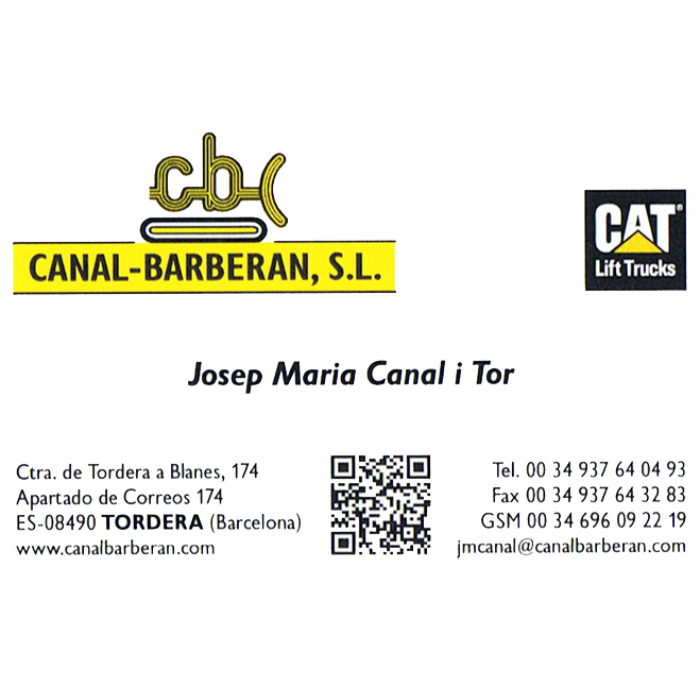 cbc
CANAL-BARBERAN, S.L.
CAT®
Lift Trucks
Josep Maria Canal i Tor
Ctra. de Tordera a Blanes, 174
Apartado de Correos 174
ES-08490 TORDERA (Barcelona)
www.canalbarberan.com
Tel. 00 34 937 64 04 93
Fax 00 34 937 64 32 83
GSM 00 34 696 09 22 19
jmcanal@canalbarberan.com